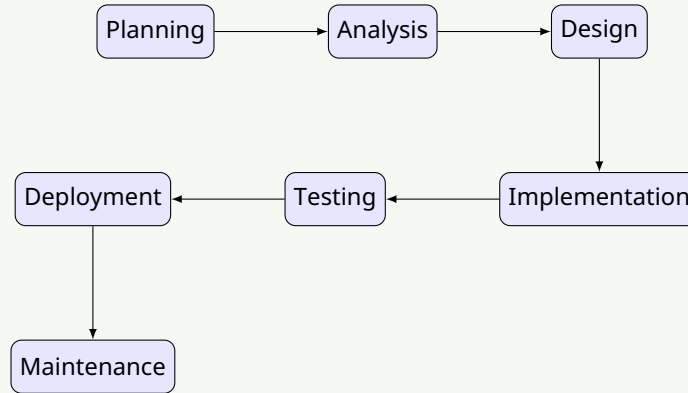 Planning
Analysis
Design
Deployment
Testing
Implementation
Maintenance